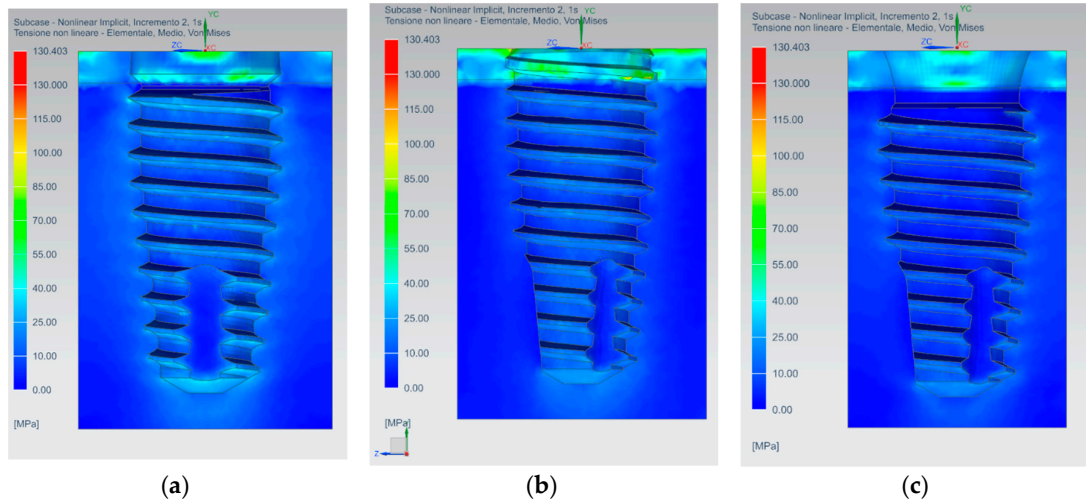 Subcase - Nonlinear Implicit, Incremento 2, 1s
Tensione non lineare - Elementale, Medio, Von Mises
130.403
130.000
115.00
100.00
85.00
70.00
55.00
40.00
25.00
10.00
0.00
[MPa]
YC
ZC
XC
(a)
Subcase - Nonlinear Implicit, Incremento 2, 1s
Tensione non lineare - Elementale, Medio, Von Mises
130.403
130.000
115.00
100.00
85.00
70.00
55.00
40.00
25.00
10.00
0.00
[MPa]
YC
ZC
XC
Z
(b)
Subcase - Nonlinear Implicit, Incremento 2, 1s
Tensione non lineare - Elementale, Medio, Von Mises
130.403
130.000
115.00
100.00
85.00
70.00
55.00
40.00
25.00
10.00
0.00
[MPa]
YC
ZC
XC
(c)